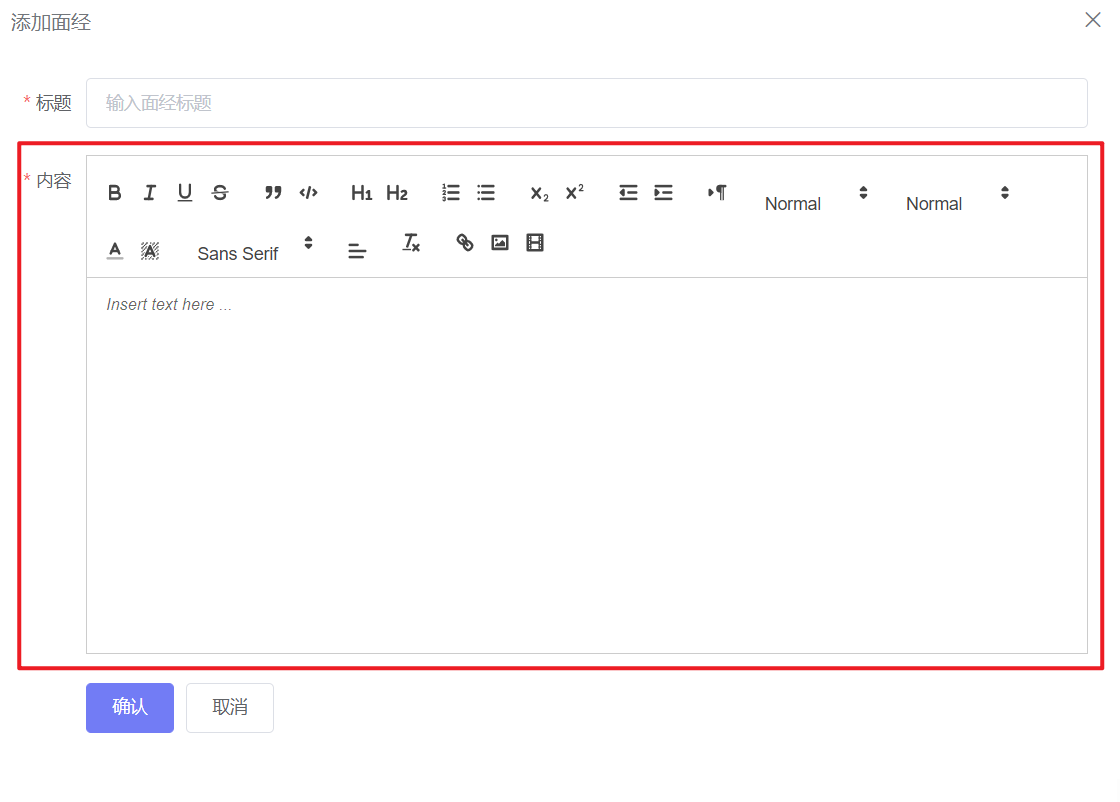 添加面经
* 标题 输入面经标题
* 内容 B I U S H1 H2 X2 X2 Normal Normal
A A Sans Serif Tx
Insert text here ...
确认 取消